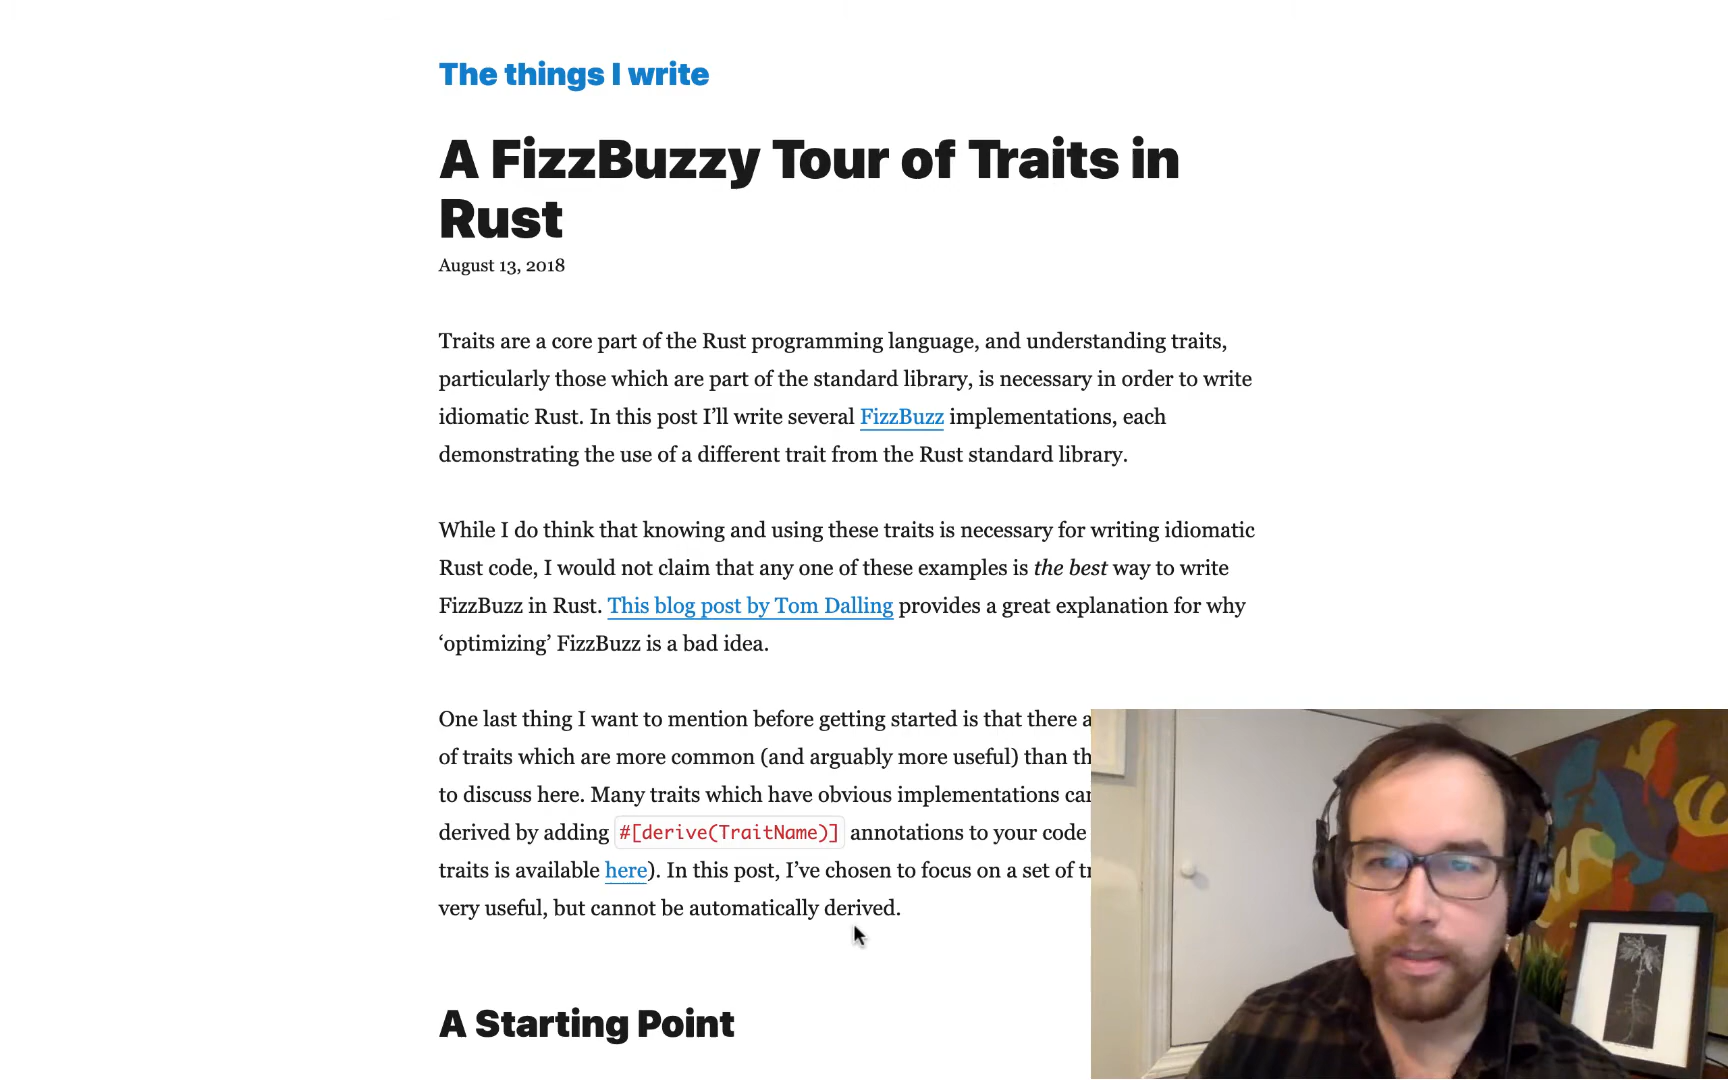 The things I write
A FizzBuzzy Tour of Traits in
Rust
August 13, 2018
Traits are a core part of the Rust programming language, and understanding traits,
particularly those which are part of the standard library, is necessary in order to write
idiomatic Rust. In this post I’ll write several FizzBuzz implementations, each
demonstrating the use of a different trait from the Rust standard library.
While I do think that knowing and using these traits is necessary for writing idiomatic
Rust code, I would not claim that any one of these examples is the best way to write
FizzBuzz in Rust. This blog post by Tom Dalling provides a great explanation for why
‘optimizing’ FizzBuzz is a bad idea.
One last thing I want to mention before getting started is that there
of traits which are more common (and arguably more useful) than
to discuss here. Many traits which have obvious implementations
derived by adding #[derive(TraitName)] annotations to your code
traits is available here). In this post, I’ve chosen to focus on a set of
very useful, but cannot be automatically derived.
A Starting Point